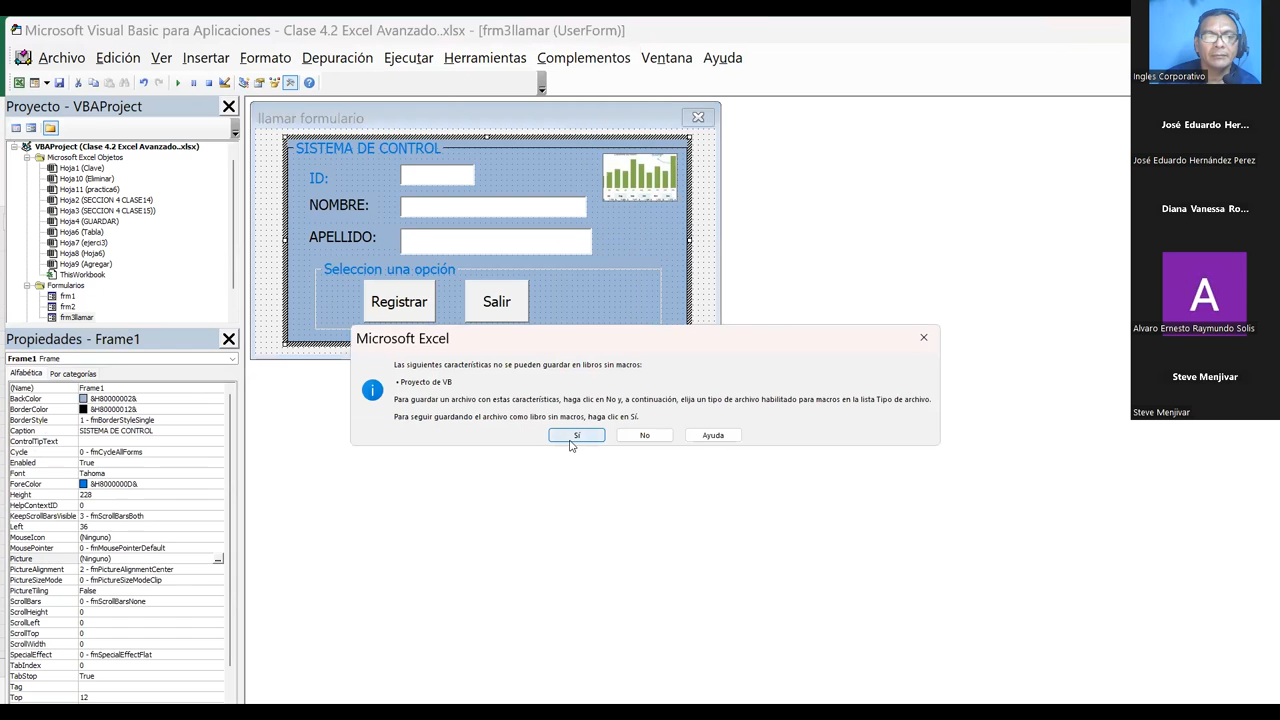 Microsoft Visual Basic para Aplicaciones - Clase 4.2 Excel Avanzado..xlsx - [frm3llamar (UserForm)]
Archivo Edición Ver Insertar Formato Depuración Ejecutar Herramientas Complementos Ventana Ayuda
Proyecto - VBAProject
VBAProject (Clase 4.2 Excel Avanzado..xlsx)
Microsoft Excel Objetos
Hoja1 (Clave)
Hoja10 (Eliminar)
Hoja11 (practica6)
Hoja2 (SECCION 4 CLASE14)
Hoja3 (SECCION 4 CLASE15))
Hoja4 (GUARDAR)
Hoja6 (Tabla)
Hoja7 (ejerci3)
Hoja8 (Hoja6)
Hoja9 (Agregar)
ThisWorkbook
Formularios
frm1
frm2
frm3llamar
Propiedades - Frame1
Frame1 Frame
Alfabética Por categorías
(Name) Frame1
BackColor &H80000002&
BorderColor &H80000012&
BorderStyle 1 - fmBorderStyleSingle
Caption SISTEMA DE CONTROL
ControlTipText
Cycle 0 - fmCycleAllForms
Enabled True
Font Tahoma
ForeColor &H8000000D&
Height 228
HelpContextID 0
KeepScrollBarsVisible 3 - fmScrollBarsBoth
Left 36
MouseIcon (Ninguno)
MousePointer 0 - fmMousePointerDefault
Picture (Ninguno) ...
PictureAlignment 2 - fmPictureAlignmentCenter
PictureSizeMode 0 - fmPictureSizeModeClip
PictureTiling False
ScrollBars 0 - fmScrollBarsNone
ScrollHeight 0
ScrollLeft 0
ScrollTop 0
ScrollWidth 0
SpecialEffect 0 - fmSpecialEffectFlat
TabIndex 0
TabStop True
Tag
Top 12
llamar formulario
SISTEMA DE CONTROL
ID:
NOMBRE:
APELLIDO:
Seleccion una opción
Registrar Salir
Microsoft Excel
Las siguientes características no se pueden guardar en libros sin macros:
• Proyecto de VB
Para guardar un archivo con estas características, haga clic en No y, a continuación, elija un tipo de archivo habilitado para macros en la lista Tipo de archivo.
Para seguir guardando el archivo como libro sin macros, haga clic en Sí.
Sí No Ayuda
Ingles Corporativo
José Eduardo Her...
José Eduardo Hernández Perez
Diana Vanessa Ro...
A
Alvaro Ernesto Raymundo Solis
Steve Menjivar
Steve Menjivar